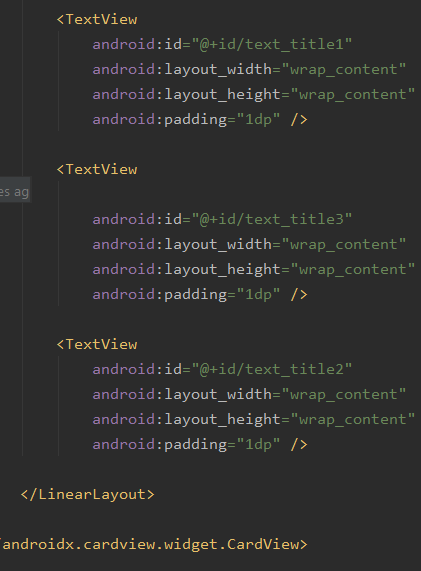 <TextView
android:id="@+id/text_title1"
android:layout_width="wrap_content"
android:layout_height="wrap_content"
android:padding="1dp" />
<TextView
es ag
android:id="@+id/text_title3"
android:layout_width="wrap_content"
android:layout_height="wrap_content"
android:padding="1dp" />
<TextView
android:id="@+id/text_title2"
android:layout_width="wrap_content"
android:layout_height="wrap_content"
android:padding="1dp" />
</LinearLayout>
/androidx.cardview.widget.CardView>